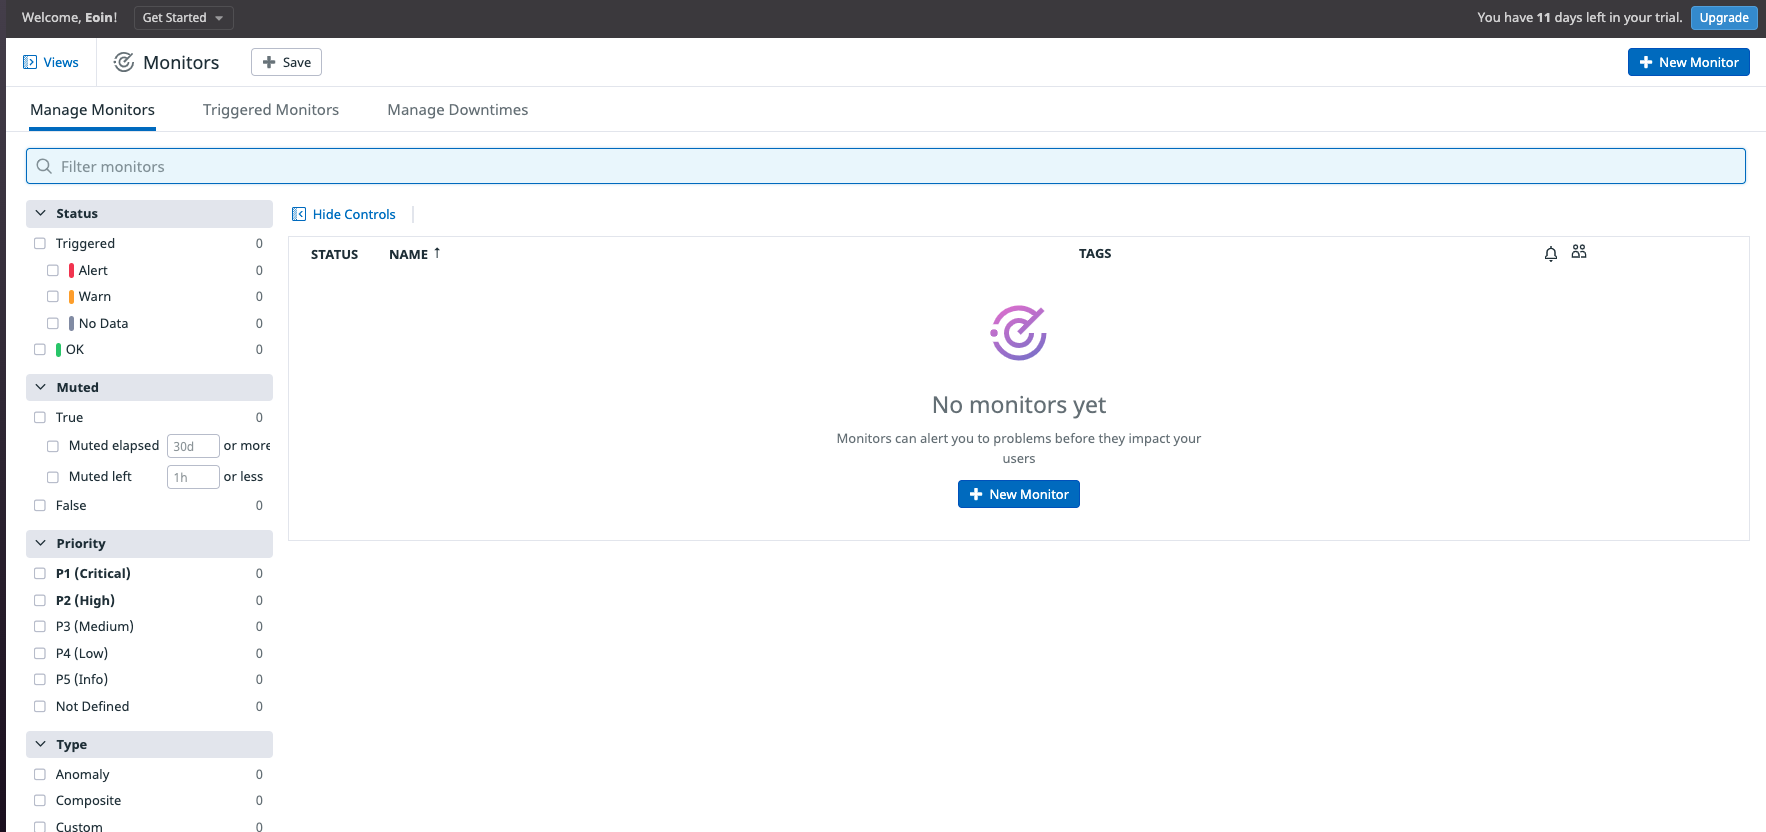 Welcome, Eoin!
Get Started
You have 11 days left in your trial.
Upgrade
Views
Monitors
Save
New Monitor
Manage Monitors
Triggered Monitors
Manage Downtimes
Filter monitors
Status
Triggered 0
Alert 0
Warn 0
No Data 0
OK 0
Muted
True 0
Muted elapsed 30d or more
Muted left 1h or less
False 0
Priority
P1 (Critical) 0
P2 (High) 0
P3 (Medium) 0
P4 (Low) 0
P5 (Info) 0
Not Defined 0
Type
Anomaly 0
Composite 0
Custom 0
Hide Controls
STATUS NAME ↑ TAGS
No monitors yet
Monitors can alert you to problems before they impact your
users
New Monitor